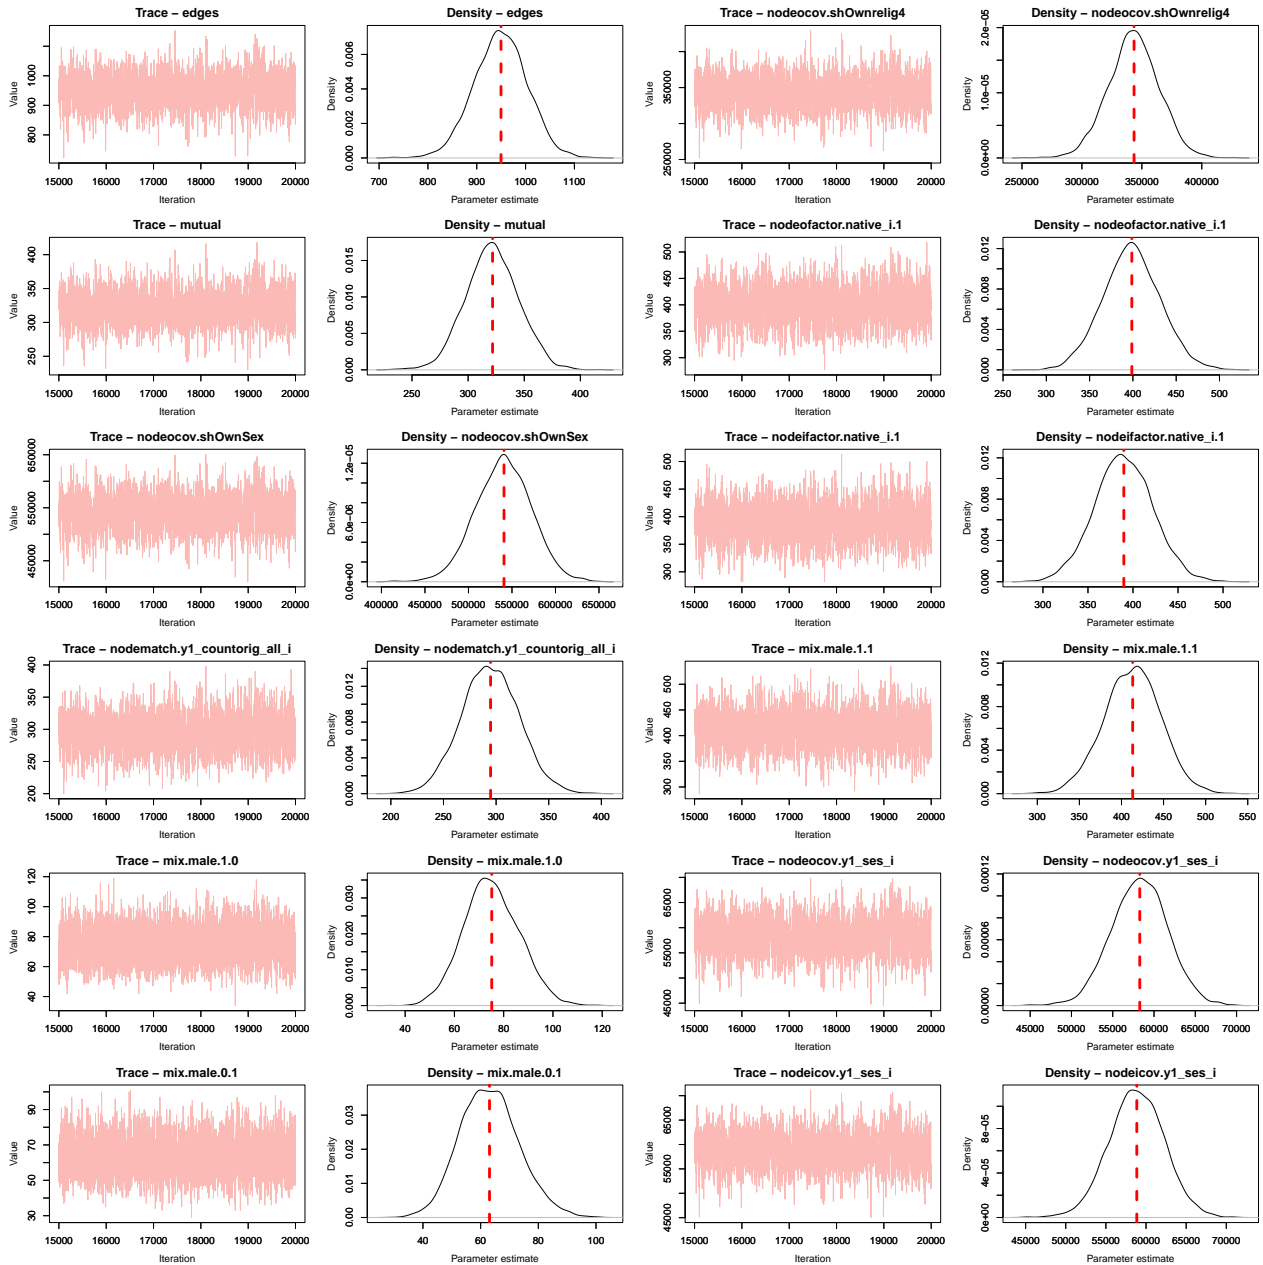 Trace − edges
Value
1000
900
800
15000 16000 17000 18000 19000 20000
Iteration
Density − edges
Density
0.006
0.004
0.002
0.000
700 800 900 1000 1100
Parameter estimate
Trace − nodeocov.shOwnrelig4
Value
350000
250000
15000 16000 17000 18000 19000 20000
Iteration
Density − nodeocov.shOwnrelig4
Density
2.0e−05
1.0e−05
0.0e+00
250000 300000 350000 400000
Parameter estimate
Trace − mutual
Value
400
350
300
250
15000 16000 17000 18000 19000 20000
Iteration
Density − mutual
Density
0.015
0.010
0.005
0.000
250 300 350 400
Parameter estimate
Trace − nodeofactor.native_i.1
Value
500
450
400
350
300
15000 16000 17000 18000 19000 20000
Iteration
Density − nodeofactor.native_i.1
Density
0.012
0.008
0.004
0.000
250 300 350 400 450 500
Parameter estimate
Trace − nodeocov.shOwnSex
Value
650000
550000
450000
15000 16000 17000 18000 19000 20000
Iteration
Density − nodeocov.shOwnSex
Density
1.2e−05
6.0e−06
0.0e+00
400000 450000 500000 550000 600000 650000
Parameter estimate
Trace − nodeifactor.native_i.1
Value
500
450
400
350
300
15000 16000 17000 18000 19000 20000
Iteration
Density − nodeifactor.native_i.1
Density
0.012
0.008
0.004
0.000
300 350 400 450 500
Parameter estimate
Trace − nodematch.y1_countorig_all_i
Value
400
350
300
250
200
15000 16000 17000 18000 19000 20000
Iteration
Density − nodematch.y1_countorig_all_i
Density
0.012
0.008
0.004
0.000
200 250 300 350 400
Parameter estimate
Trace − mix.male.1.1
Value
500
450
400
350
300
15000 16000 17000 18000 19000 20000
Iteration
Density − mix.male.1.1
Density
0.012
0.008
0.004
0.000
300 350 400 450 500 550
Parameter estimate
Trace − mix.male.1.0
Value
120
100
80
60
40
15000 16000 17000 18000 19000 20000
Iteration
Density − mix.male.1.0
Density
0.030
0.020
0.010
0.000
40 60 80 100 120
Parameter estimate
Trace − nodeocov.y1_ses_i
Value
65000
55000
45000
15000 16000 17000 18000 19000 20000
Iteration
Density − nodeocov.y1_ses_i
Density
0.00012
0.00006
0.00000
45000 50000 55000 60000 65000 70000
Parameter estimate
Trace − mix.male.0.1
Value
90
70
50
30
15000 16000 17000 18000 19000 20000
Iteration
Density − mix.male.0.1
Density
0.03
0.02
0.01
0.00
40 60 80 100
Parameter estimate
Trace − nodeicov.y1_ses_i
Value
65000
55000
45000
15000 16000 17000 18000 19000 20000
Iteration
Density − nodeicov.y1_ses_i
Density
8e−05
4e−05
0e+00
45000 50000 55000 60000 65000 70000
Parameter estimate